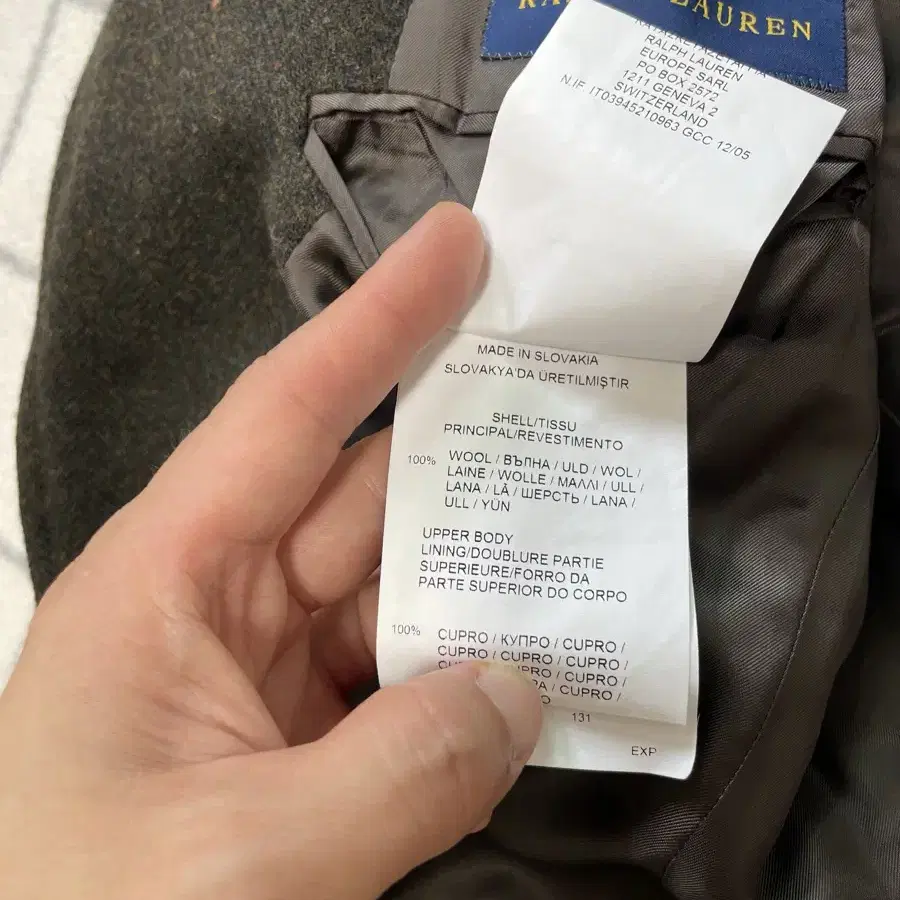 LAUREN
RALPH LAUREN
EUROPE SARL
PO BOX 2572
1211 GENEVA 2
SWITZERLAND
N.IF. IT03945210963 GCC 12/05
MADE IN SLOVAKIA
SLOVAKYA'DA ÜRETILMIŞTIR
SHELL/TISSU
PRINCIPAL/REVESTIMENTO
100% WOOL / ВЪЛНА / ULD / WOL /
LAINE / WOLLE / ΜΑΛΛΙ / ULL /
LANA / LÃ / ШЕРСТЬ / LANA /
ULL / YÜN
UPPER BODY
LINING/DOUBLURE PARTIE
SUPERIEURE/FORRO DA
PARTE SUPERIOR DO CORPO
100% CUPRO / КУПРО / CUPRO /
CUPRO / CUPRO / CUPRO /
CUPRO /
/ CUPRO /
131
EXP